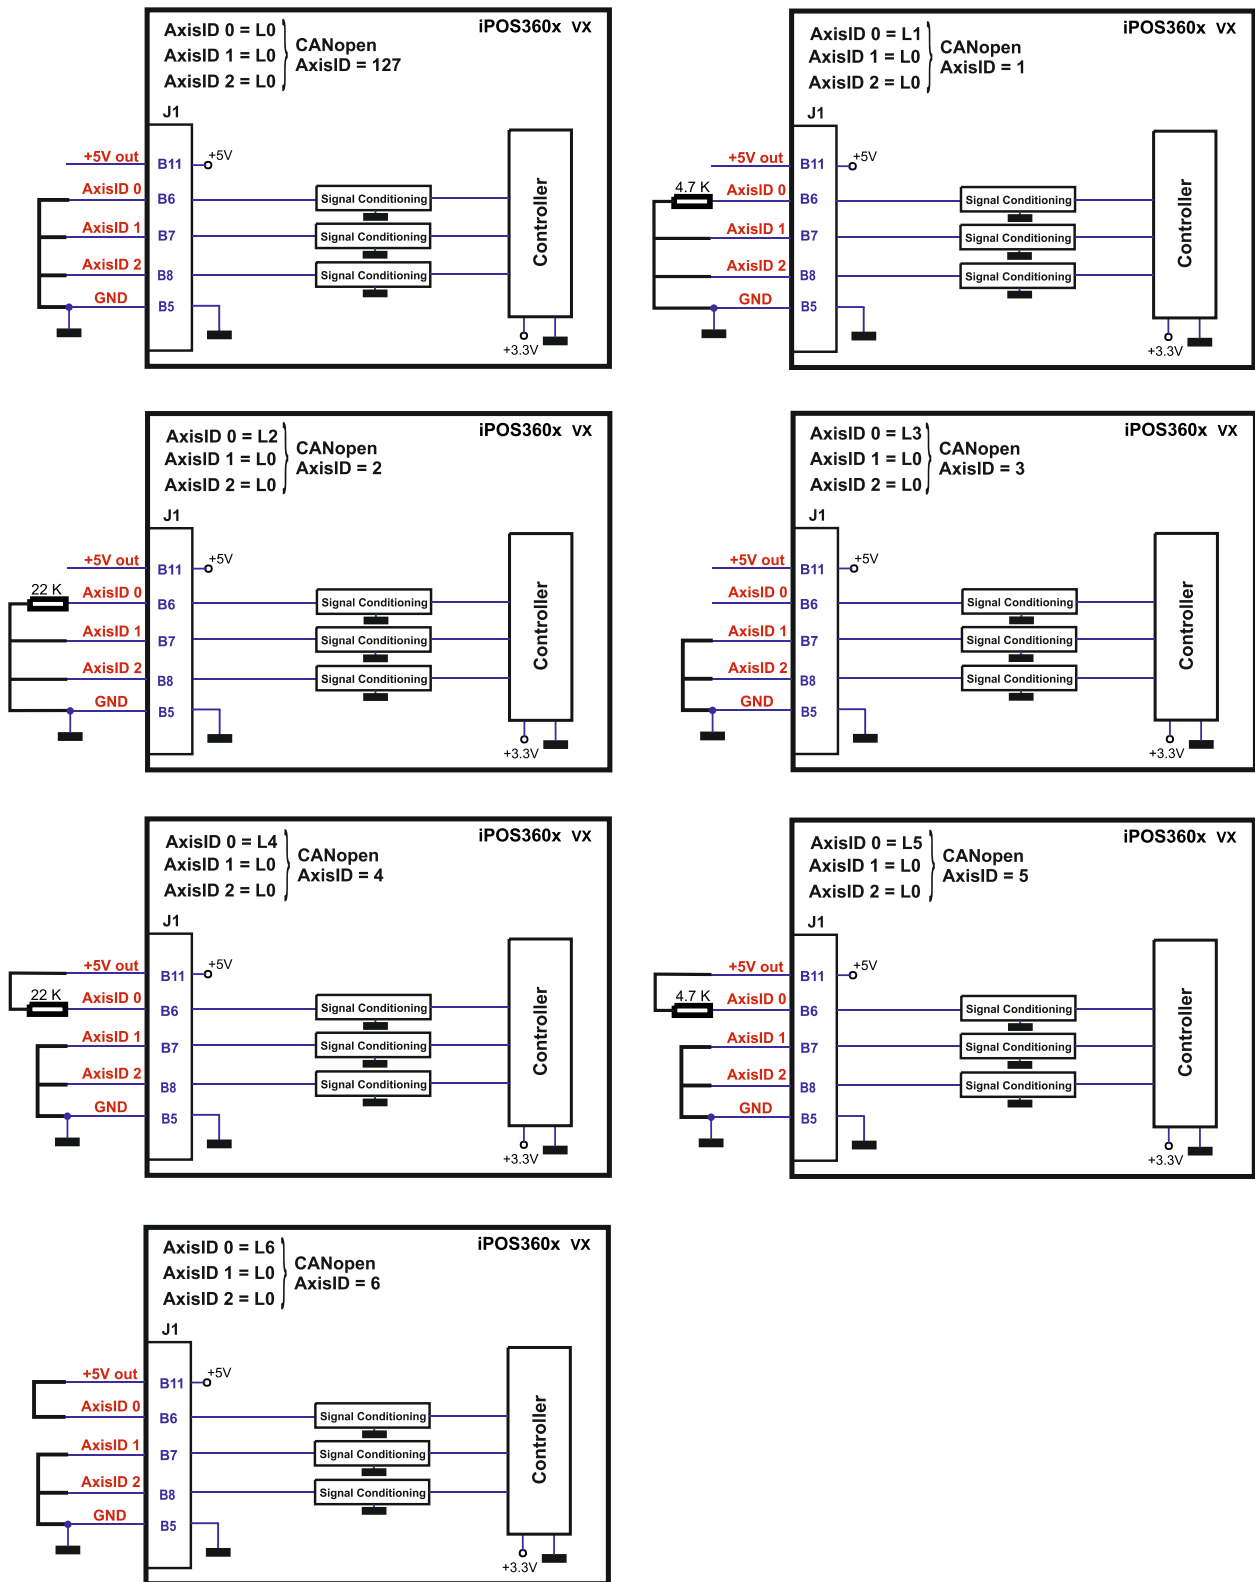 AxisID 0 = L0
AxisID 1 = L0
AxisID 2 = L0
CANopen
AxisID = 127
iPOS360x VX
J1
+5V out
B11
+5V
AxisID 0
B6
Signal Conditioning
AxisID 1
B7
Signal Conditioning
AxisID 2
B8
Signal Conditioning
GND
B5
Controller
+3.3V
AxisID 0 = L1
AxisID 1 = L0
AxisID 2 = L0
CANopen
AxisID = 1
iPOS360x VX
J1
+5V out
B11
+5V
4.7 K
AxisID 0
B6
Signal Conditioning
AxisID 1
B7
Signal Conditioning
AxisID 2
B8
Signal Conditioning
GND
B5
Controller
+3.3V
AxisID 0 = L2
AxisID 1 = L0
AxisID 2 = L0
CANopen
AxisID = 2
iPOS360x VX
J1
+5V out
B11
+5V
22 K
AxisID 0
B6
Signal Conditioning
AxisID 1
B7
Signal Conditioning
AxisID 2
B8
Signal Conditioning
GND
B5
Controller
+3.3V
AxisID 0 = L3
AxisID 1 = L0
AxisID 2 = L0
CANopen
AxisID = 3
iPOS360x VX
J1
+5V out
B11
+5V
AxisID 0
B6
Signal Conditioning
AxisID 1
B7
Signal Conditioning
AxisID 2
B8
Signal Conditioning
GND
B5
Controller
+3.3V
AxisID 0 = L4
AxisID 1 = L0
AxisID 2 = L0
CANopen
AxisID = 4
iPOS360x VX
J1
+5V out
B11
+5V
22 K
AxisID 0
B6
Signal Conditioning
AxisID 1
B7
Signal Conditioning
AxisID 2
B8
Signal Conditioning
GND
B5
Controller
+3.3V
AxisID 0 = L5
AxisID 1 = L0
AxisID 2 = L0
CANopen
AxisID = 5
iPOS360x VX
J1
+5V out
B11
+5V
4.7 K
AxisID 0
B6
Signal Conditioning
AxisID 1
B7
Signal Conditioning
AxisID 2
B8
Signal Conditioning
GND
B5
Controller
+3.3V
AxisID 0 = L6
AxisID 1 = L0
AxisID 2 = L0
CANopen
AxisID = 6
iPOS360x VX
J1
+5V out
B11
+5V
AxisID 0
B6
Signal Conditioning
AxisID 1
B7
Signal Conditioning
AxisID 2
B8
Signal Conditioning
GND
B5
Controller
+3.3V